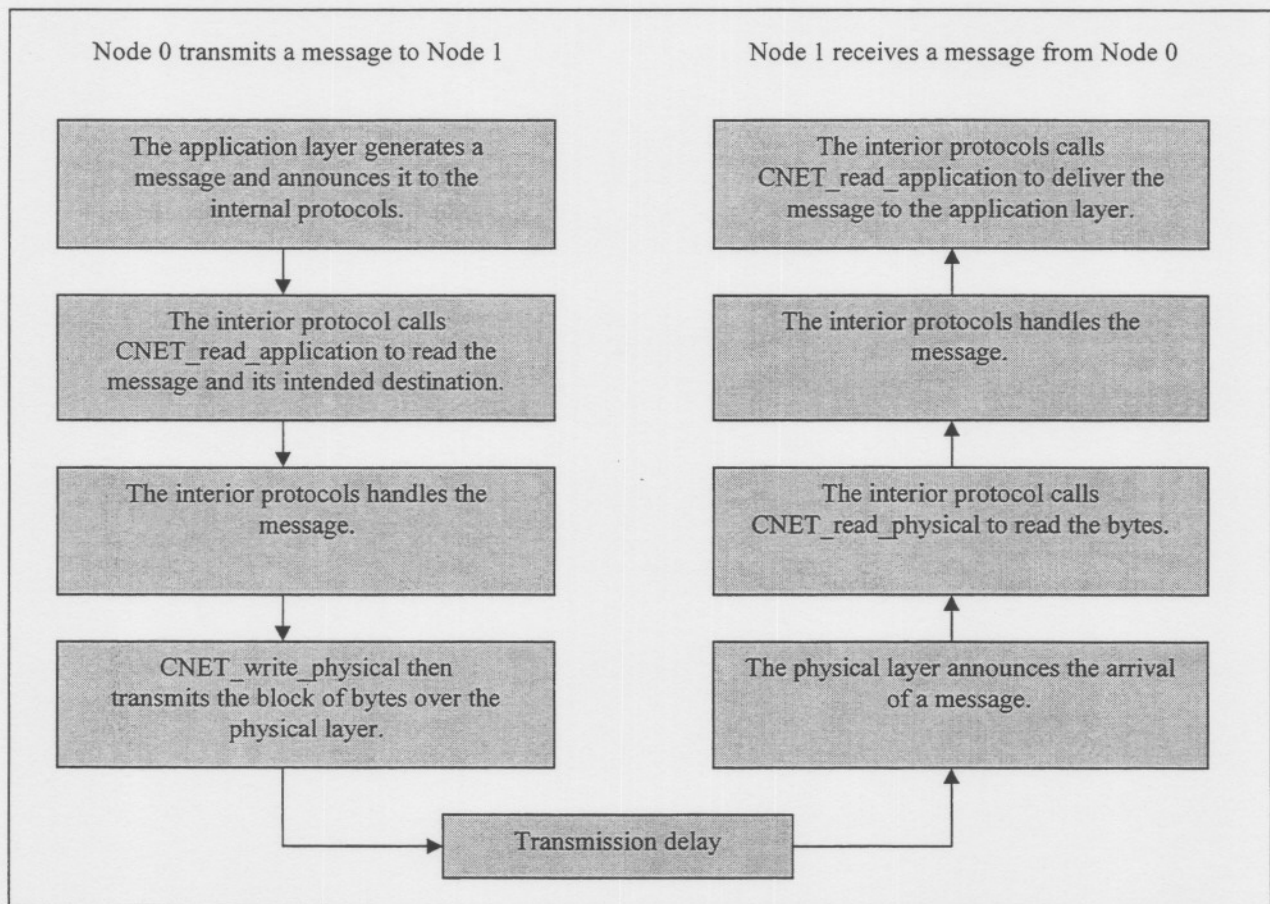 Node 0 transmits a message to Node 1
The application layer generates a
message and announces it to the
internal protocols.
The interior protocol calls
CNET_read_application to read the
message and its intended destination.
The interior protocols handles the
message.
CNET_write_physical then
transmits the block of bytes over the
physical layer.
Transmission delay
Node 1 receives a message from Node 0
The interior protocols calls
CNET_read_application to deliver the
message to the application layer.
The interior protocols handles the
message.
The interior protocol calls
CNET_read_physical to read the bytes.
The physical layer announces the arrival
of a message.